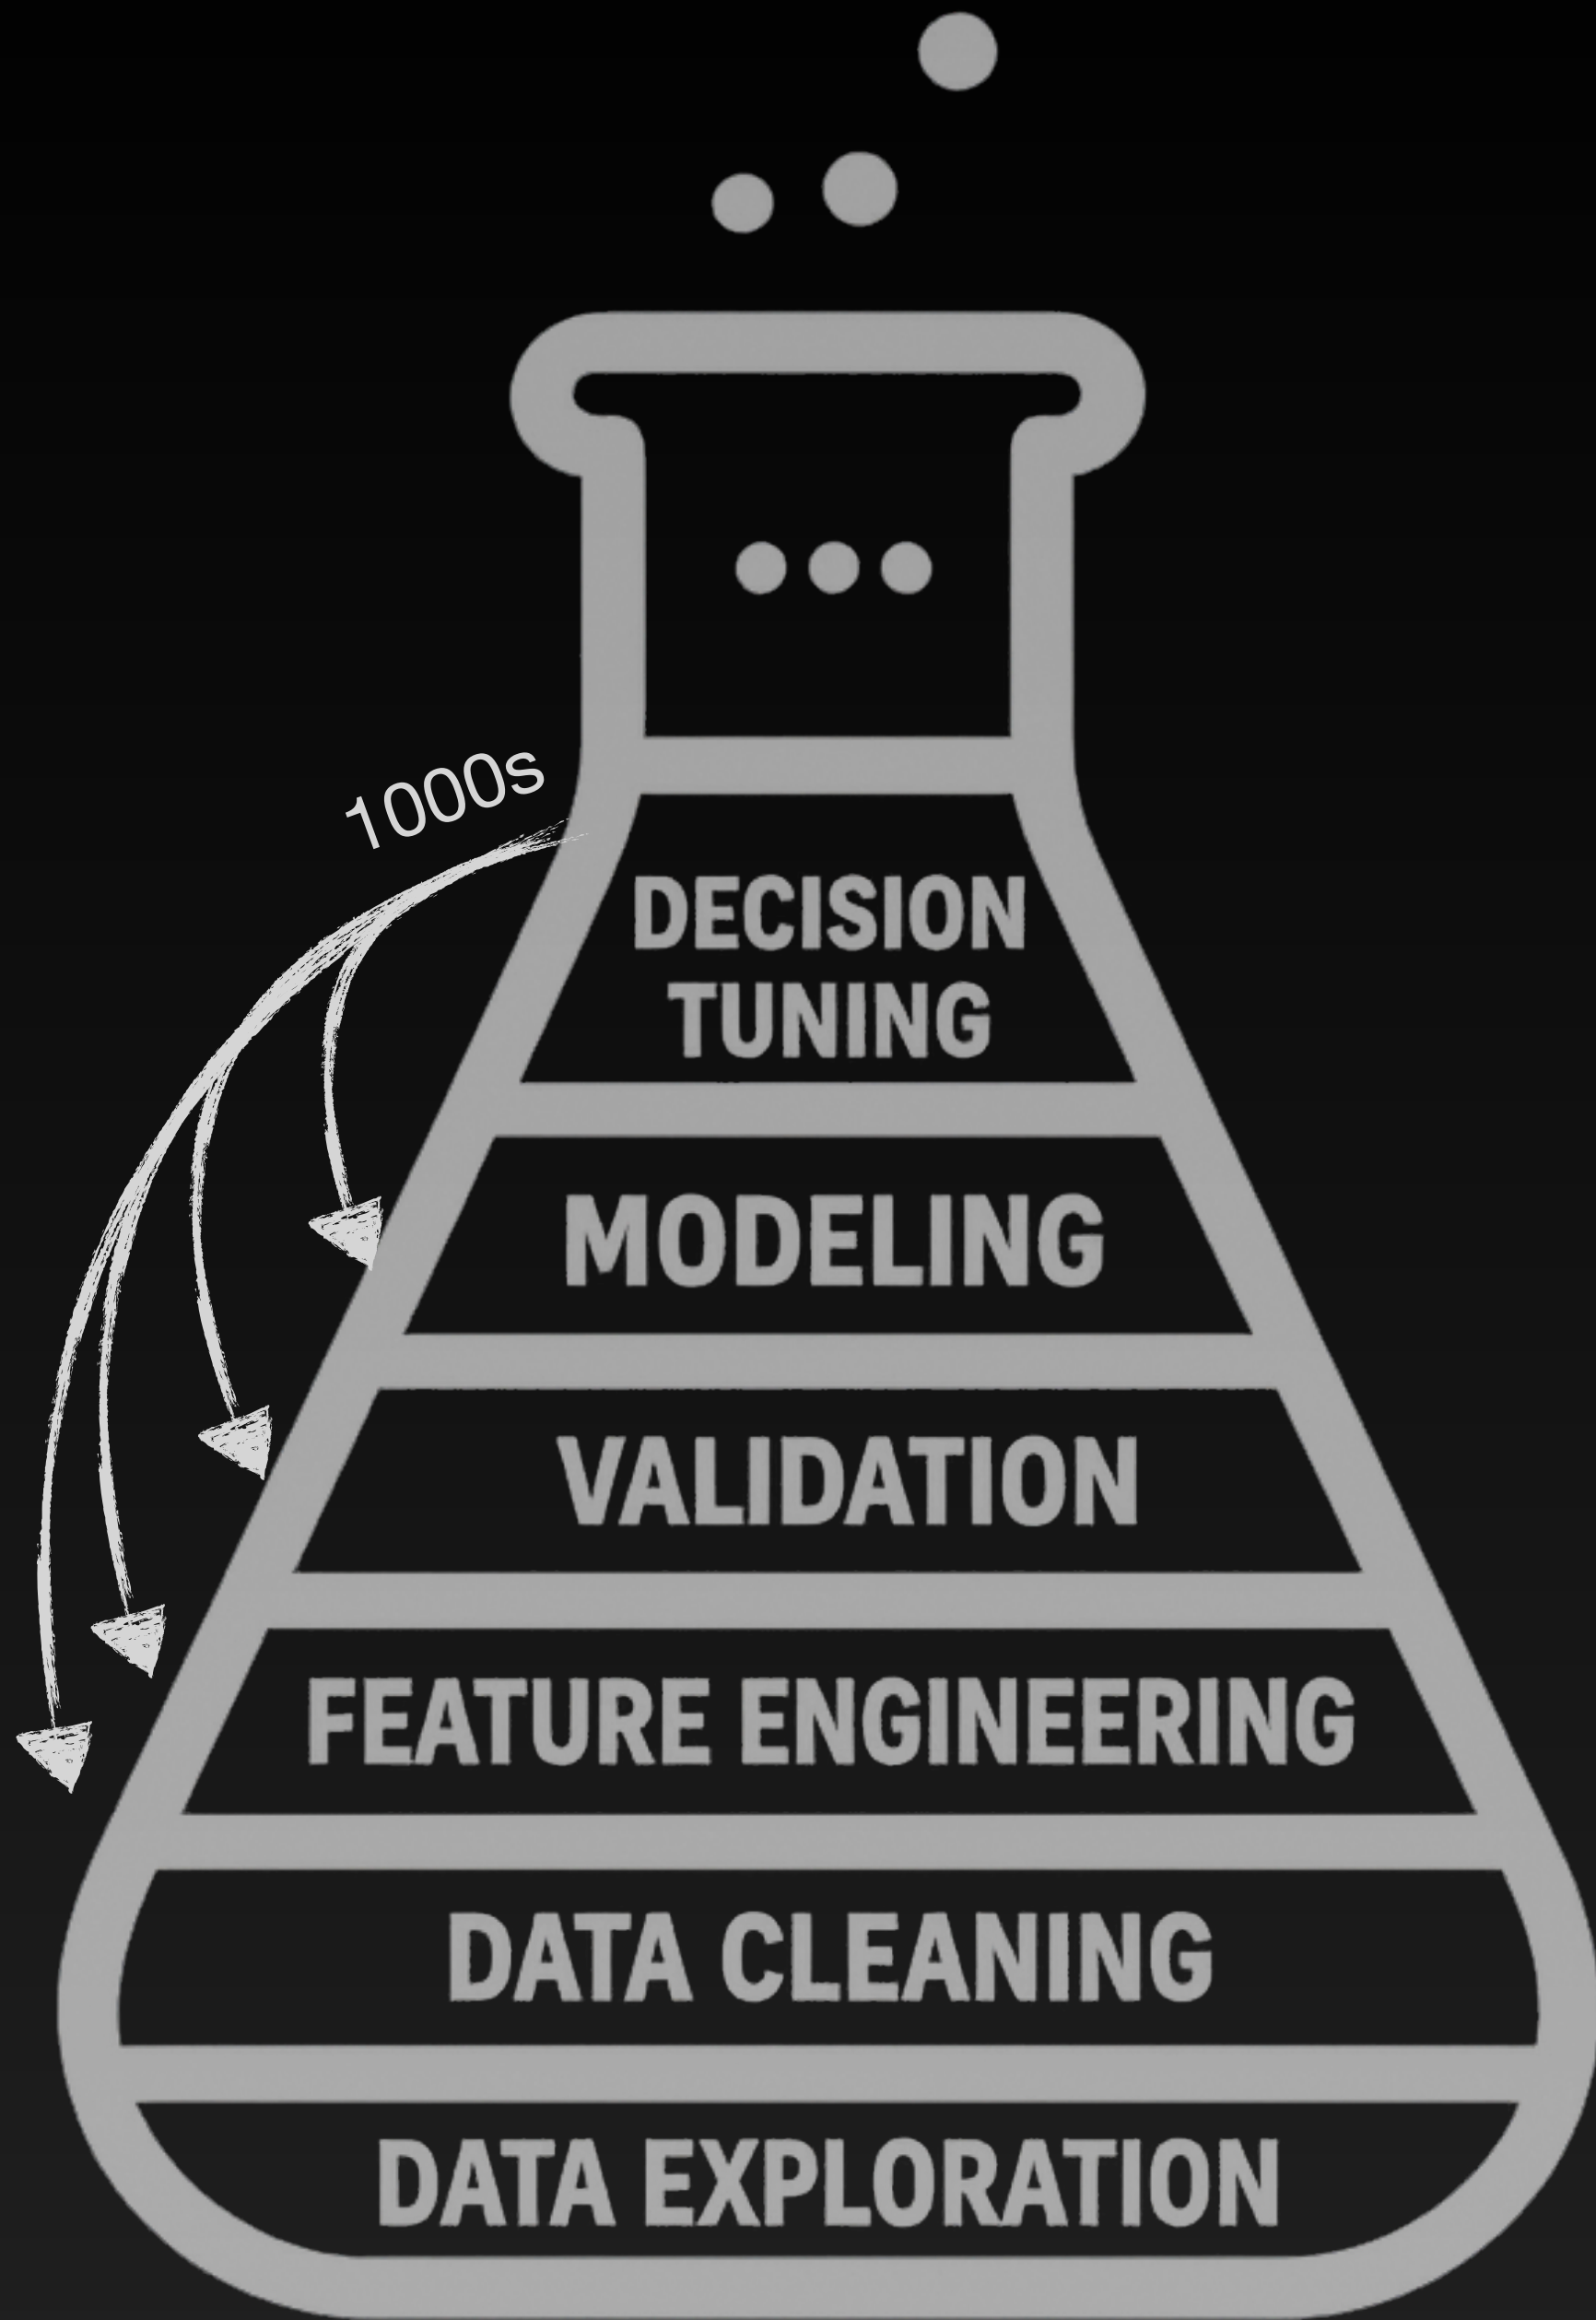 1000s
DECISION
TUNING
MODELING
VALIDATION
FEATURE ENGINEERING
DATA CLEANING
DATA EXPLORATION